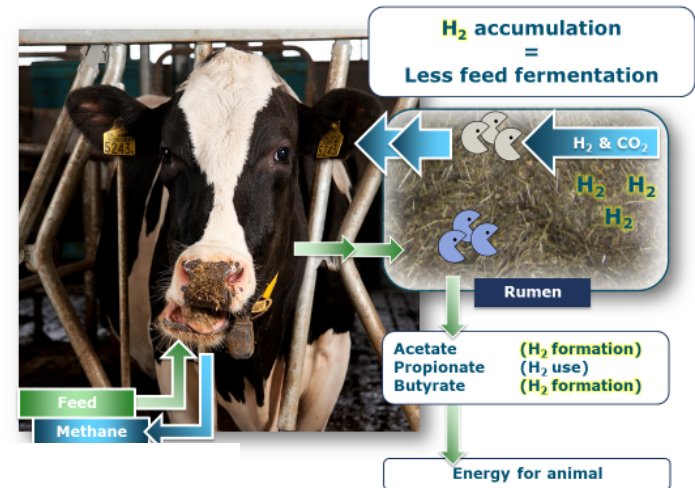 H₂ accumulation
=
Less feed fermentation
5243
H₂ & CO₂
H₂ H₂
H₂
Rumen
Acetate (H₂ formation)
Propionate (H₂ use)
Butyrate (H₂ formation)
Feed
Methane
Energy for animal